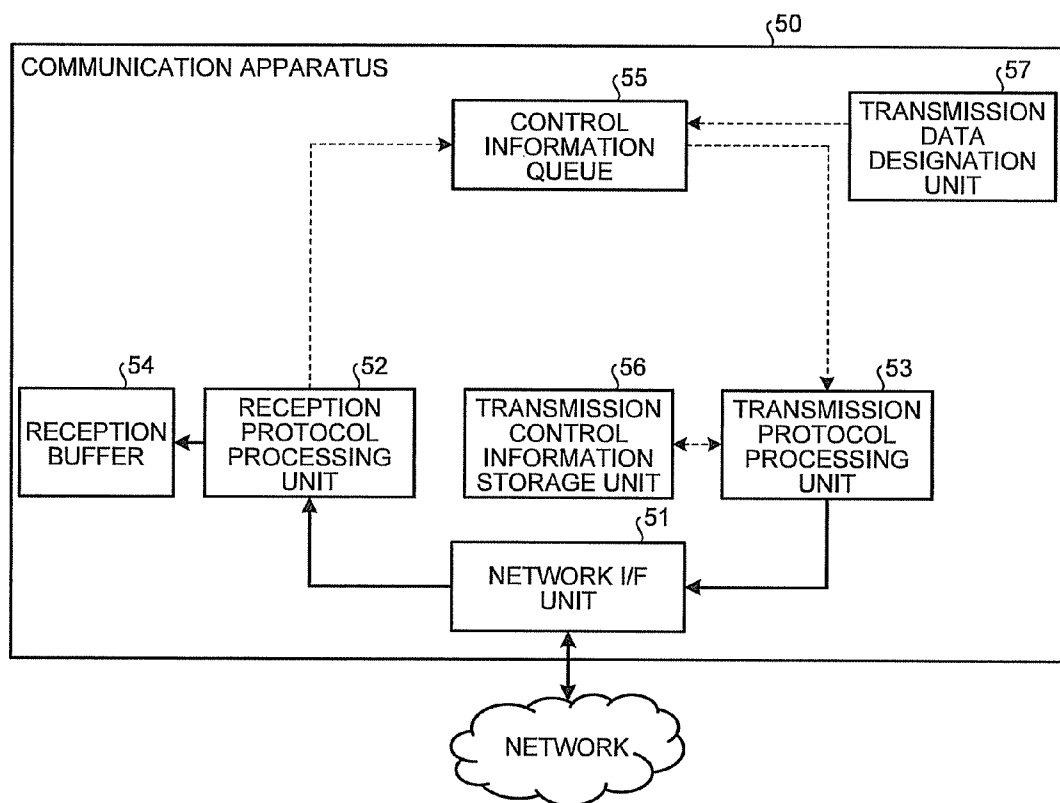 50
COMMUNICATION APPARATUS
55
CONTROL
INFORMATION
QUEUE
57
TRANSMISSION
DATA
DESIGNATION
UNIT
54
RECEPTION
BUFFER
52
RECEPTION
PROTOCOL
PROCESSING
UNIT
56
TRANSMISSION
CONTROL
INFORMATION
STORAGE UNIT
53
TRANSMISSION
PROTOCOL
PROCESSING
UNIT
51
NETWORK I/F
UNIT
NETWORK